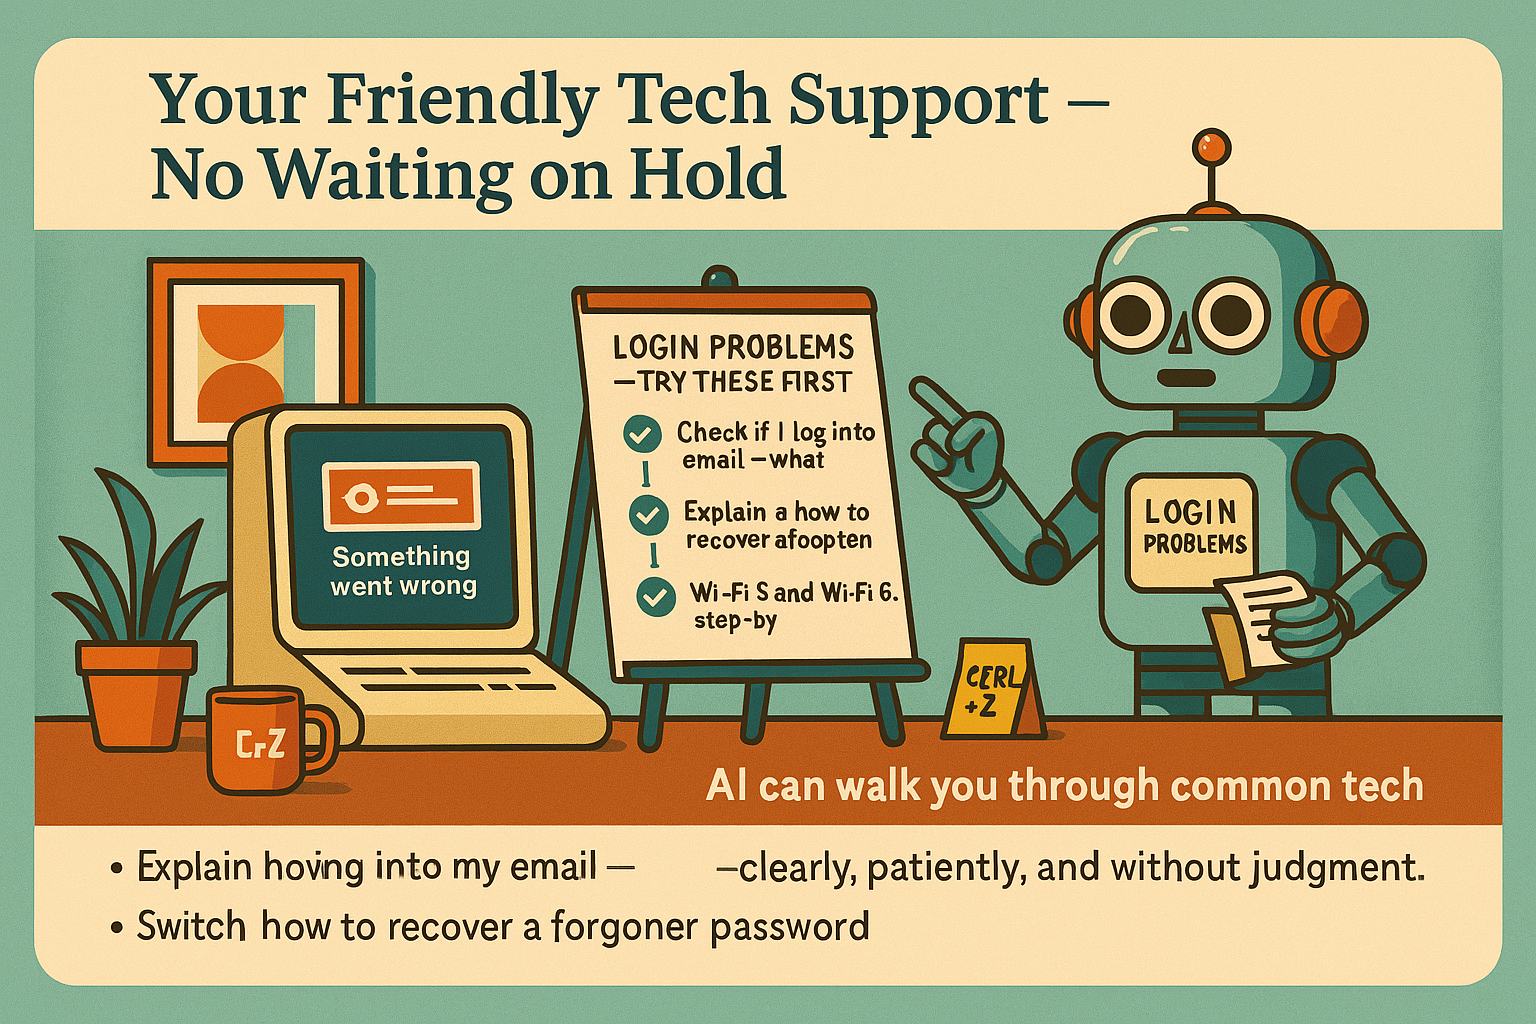 Your Friendly Tech Support —
No Waiting on Hold
Something
went wrong
LOGIN PROBLEMS
—TRY THESE FIRST
Check if I log into
email — what
Explain a how to
recover afoopten
Wi-Fi S and Wi-Fi 6.
step-by
LOGIN
PROBLEMS
CERL
+Z
CrZ
AI can walk you through common tech
• Explain hoving into my email — —clearly, patiently, and without judgment.
• Switch how to recover a forgoner password